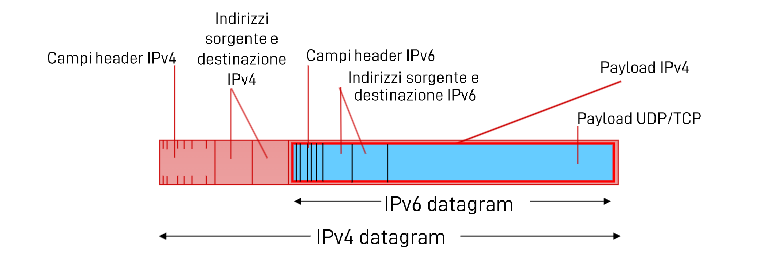 Campi header IPv4
Indirizzi
sorgente e
destinazione
IPv4
Campi header IPv6
Indirizzi sorgente e
destinazione IPv6
Payload IPv4
Payload UDP/TCP
IPv6 datagram
IPv4 datagram